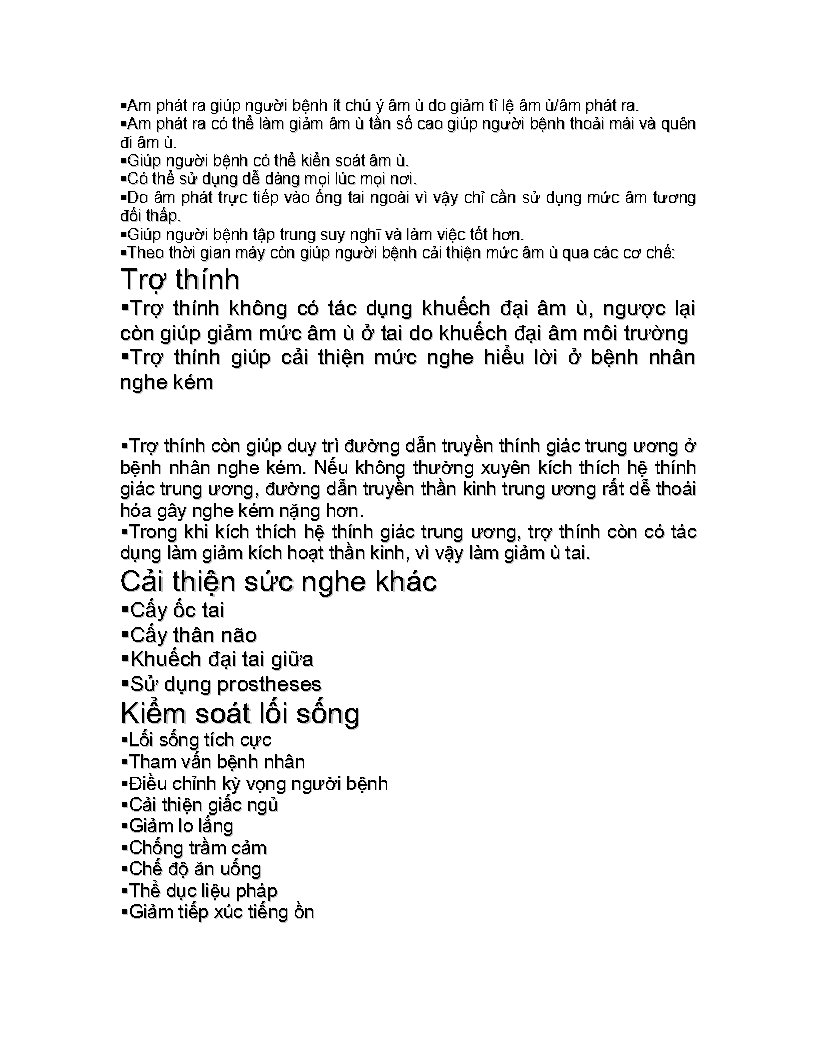 ▪Am phát ra giúp người bệnh ít chú ý âm ù do giảm tỉ lệ âm ù/âm phát ra.
▪Am phát ra có thể làm giảm âm ù tần số cao giúp người bệnh thoải mái và quên
đi âm ù.
▪Giúp người bệnh có thể kiển soát âm ù.
▪Có thể sử dụng dễ dàng mọi lúc mọi nơi.
▪Do âm phát trực tiếp vào ống tai ngoài vì vậy chỉ cần sử dụng mức âm tương
đối thấp.
▪Giúp người bệnh tập trung suy nghĩ và làm việc tốt hơn.
▪Theo thời gian máy còn giúp người bệnh cải thiện mức âm ù qua các cơ chế:
Trợ thính
▪Trợ thính không có tác dụng khuếch đại âm ù, ngược lại
còn giúp giảm mức âm ù ở tai do khuếch đại âm môi trường
▪Trợ thính giúp cải thiện mức nghe hiểu lời ở bệnh nhân
nghe kém
▪Trợ thính còn giúp duy trì đường dẫn truyền thính giác trung ương ở
bệnh nhân nghe kém. Nếu không thường xuyên kích thích hệ thính
giác trung ương, đường dẫn truyền thần kinh trung ương rất dễ thoái
hóa gây nghe kém nặng hơn.
▪Trong khi kích thích hệ thính giác trung ương, trợ thính còn có tác
dụng làm giảm kích hoạt thần kinh, vì vậy làm giảm ù tai.
Cải thiện sức nghe khác
▪Cấy ốc tai
▪Cấy thân não
▪Khuếch đại tai giữa
▪Sử dụng prostheses
Kiểm soát lối sống
▪Lối sống tích cực
▪Tham vấn bệnh nhân
▪Điều chỉnh kỳ vọng người bệnh
▪Cải thiện giấc ngủ
▪Giảm lo lắng
▪Chống trầm cảm
▪Chế độ ăn uống
▪Thể dục liệu pháp
▪Giảm tiếp xúc tiếng ồn